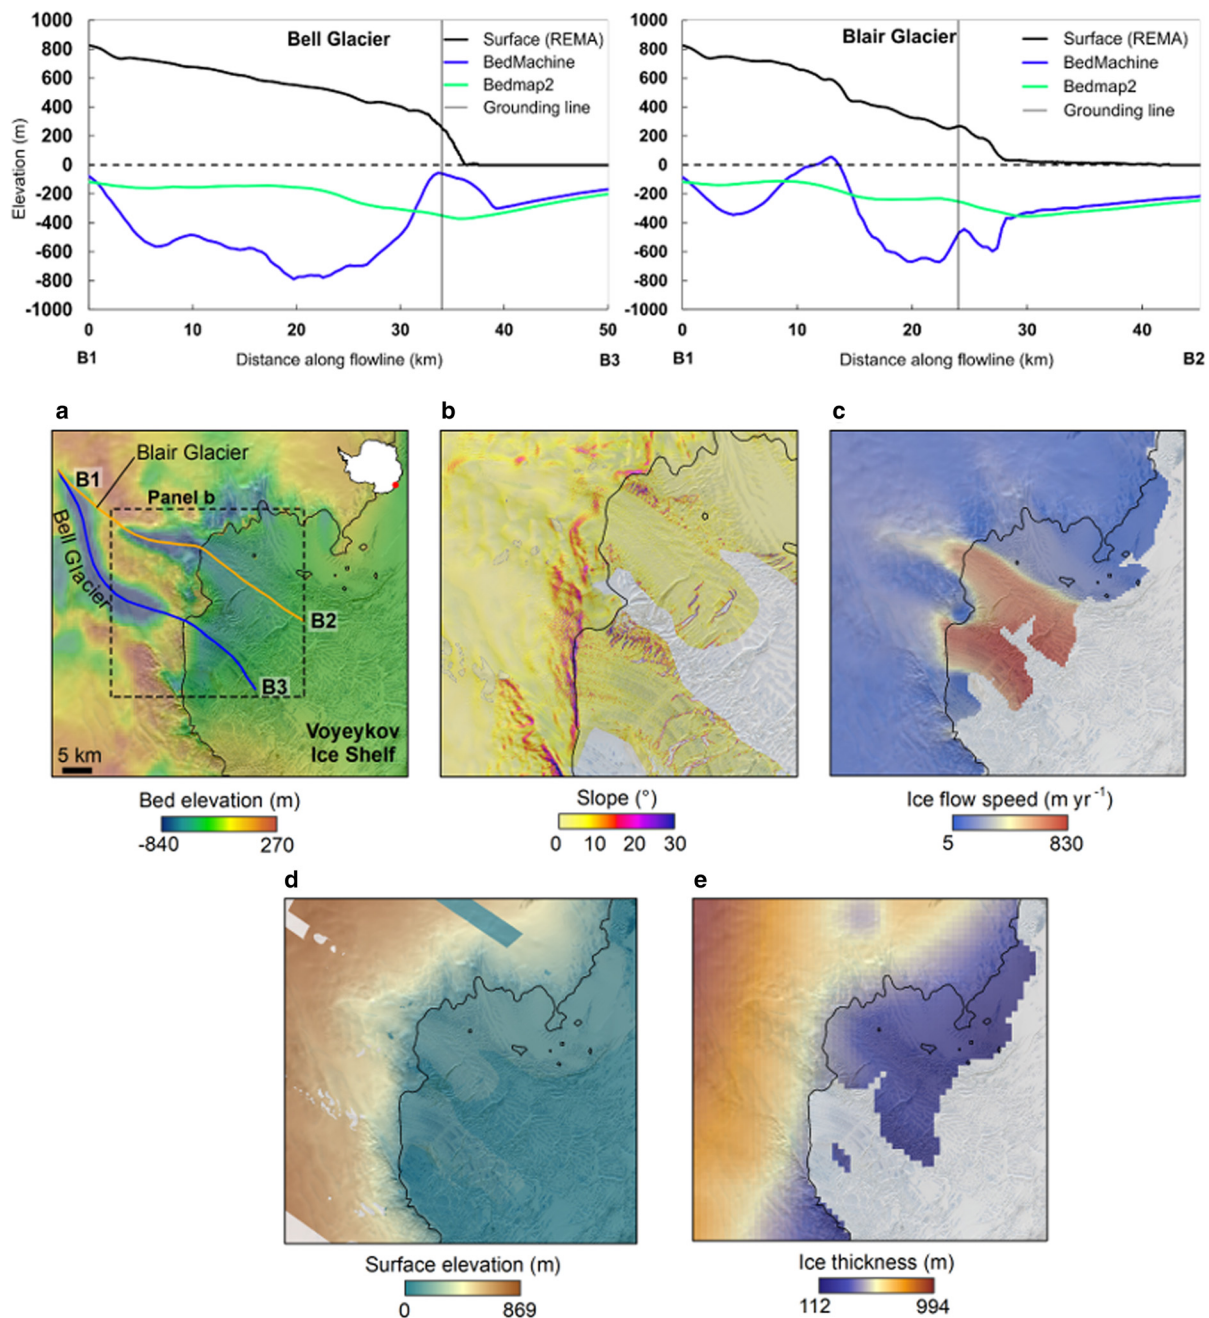 Bell Glacier
Surface (REMA)
BedMachine
Bedmap2
Grounding line
Elevation (m)
1000
800
600
400
200
0
-200
-400
-600
-800
-1000
0 10 20 30 40 50
B1 Distance along flowline (km) B3
Blair Glacier
Surface (REMA)
BedMachine
Bedmap2
Grounding line
1000
800
600
400
200
0
-200
-400
-600
-800
-1000
0 10 20 30 40
B1 Distance along flowline (km) B2
a
Blair Glacier
B1
Panel b
Bell Glacier
B2
B3
Voyeykov
Ice Shelf
5 km
Bed elevation (m)
-840 270
b
Slope (°)
0 10 20 30
c
Ice flow speed (m yr⁻¹)
5 830
d
Surface elevation (m)
0 869
e
Ice thickness (m)
112 994